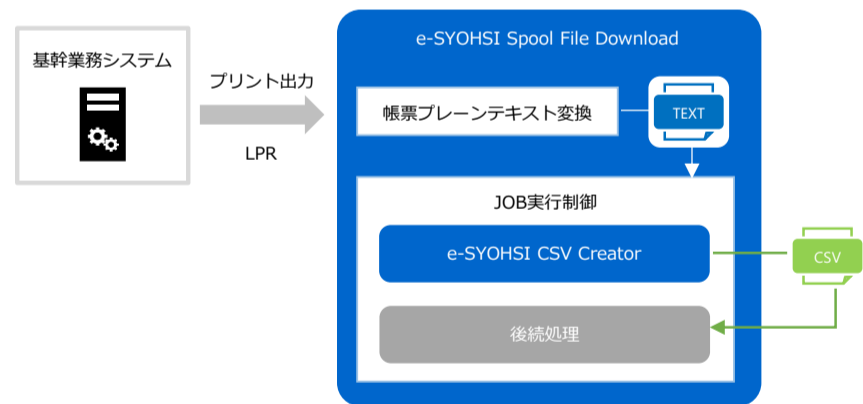 基幹業務システム
プリント出力
LPR
e-SYOHSI Spool File Download
帳票プレーンテキスト変換
TEXT
JOB実行制御
e-SYOHSI CSV Creator
CSV
後続処理